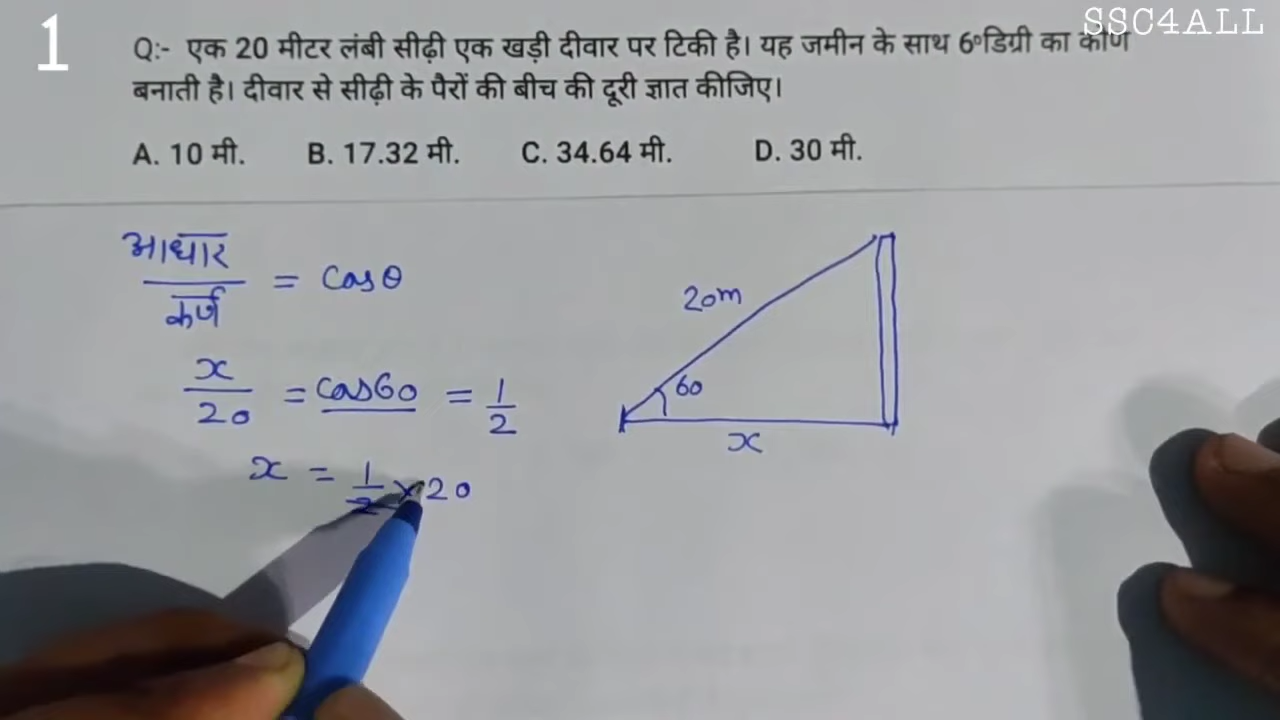 1
SSC4ALL
Q:- एक 20 मीटर लंबी सीढ़ी एक खड़ी दीवार पर टिकी है। यह जमीन के साथ 6°डिग्री का कोण
बनाती है। दीवार से सीढ़ी के पैरों की बीच की दूरी ज्ञात कीजिए।
A. 10 मी. B. 17.32 मी. C. 34.64 मी. D. 30 मी.
आधार/कर्ण = cosθ
x/20 = cos60 = 1/2
x = 1/2 × 20
20m
60
x